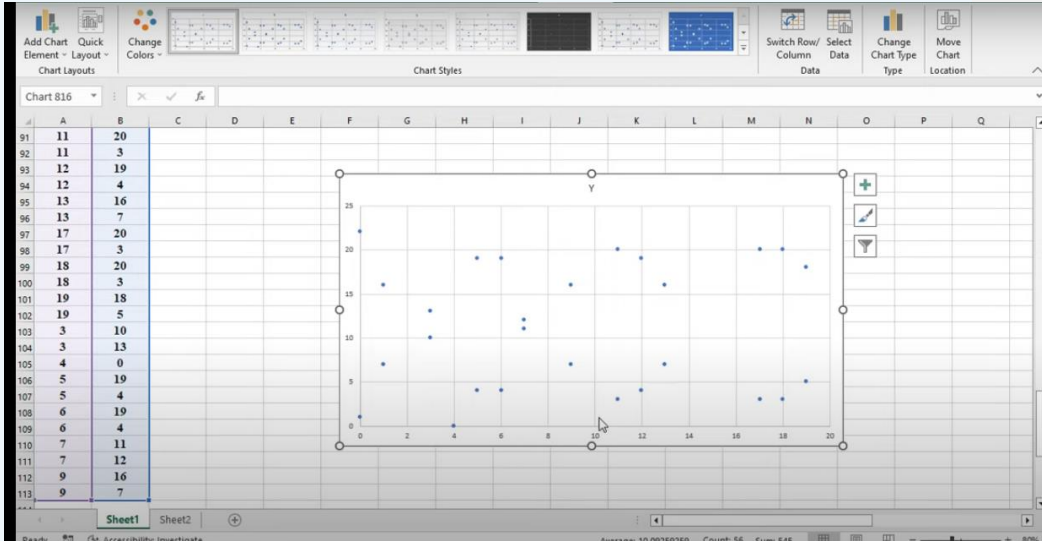 Add Chart Element Quick Layout Change Colors Switch Row/ Column Select Data Change Chart Type Move Chart
Chart Layouts Chart Styles Data Type Location
Chart 816 fx
A B C D E F G H I J K L M N O P Q
91 11 20
92 11 3
93 12 19
94 12 4
95 13 16
96 13 7
97 17 20
98 17 3
99 18 20
100 18 3
101 19 18
102 19 5
103 3 10
104 3 13
105 4 0
106 5 19
107 5 4
108 6 19
109 6 4
110 7 11
111 7 12
112 9 16
113 9 7
Y
25
20
15
10
5
0
0 2 4 6 8 10 12 14 16 18 20
Sheet1 Sheet2
Ready Accessibility: Investigate Average: 10.09259259 Count: 56 Sum: 545 80%